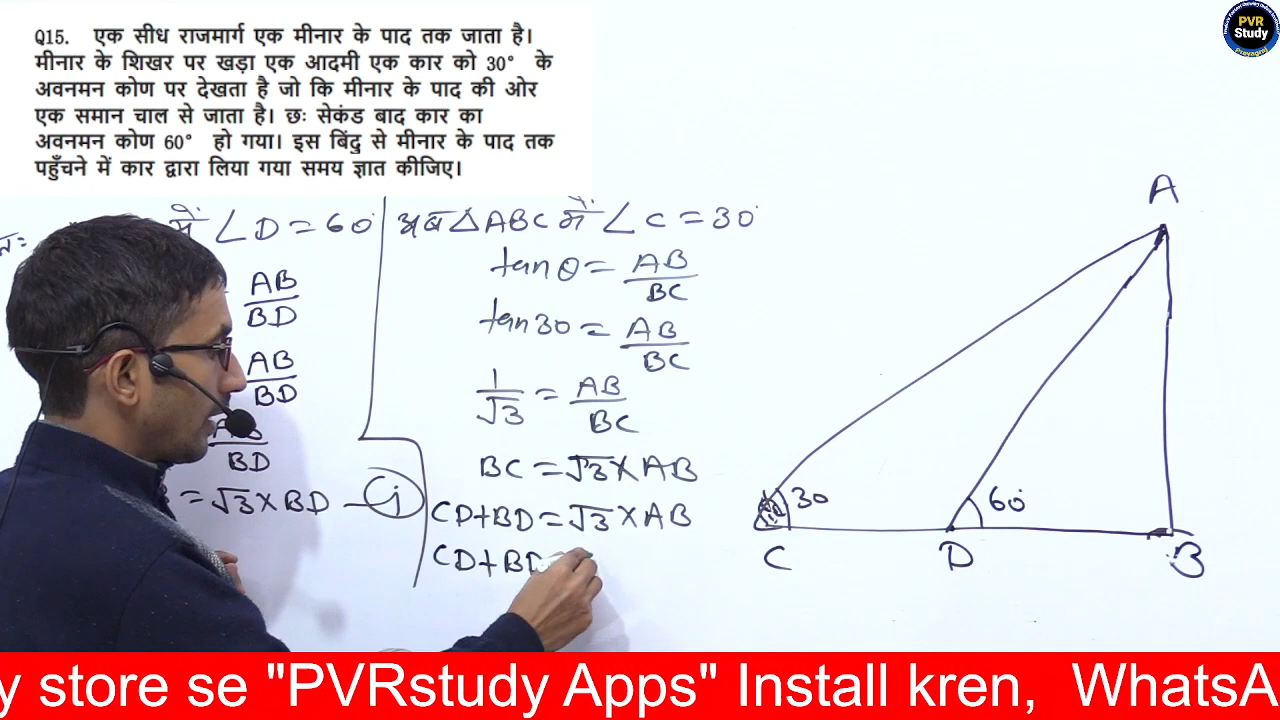 Q15. एक सीध राजमार्ग एक मीनार के पाद तक जाता है।
मीनार के शिखर पर खड़ा एक आदमी एक कार को 30° के
अवनमन कोण पर देखता है जो कि मीनार के पाद की ओर
एक समान चाल से जाता है। छः सेकंड बाद कार का
अवनमन कोण 60° हो गया। इस बिंदु से मीनार के पाद तक
पहुँचने में कार द्वारा लिया गया समय ज्ञात कीजिए।
PVR
Study
Prayagraj
में ∠D = 60°
AB/BD
AB/BD
AB/BD
= √3 × BD — (i)
अब △ABC में ∠C = 30°
tanθ = AB/BC
tan30 = AB/BC
1/√3 = AB/BC
BC = √3 × AB
CD+BD = √3 × AB
CD+BD
A
30
60°
C
D
B
y store se "PVRstudy Apps" Install kren, WhatsA